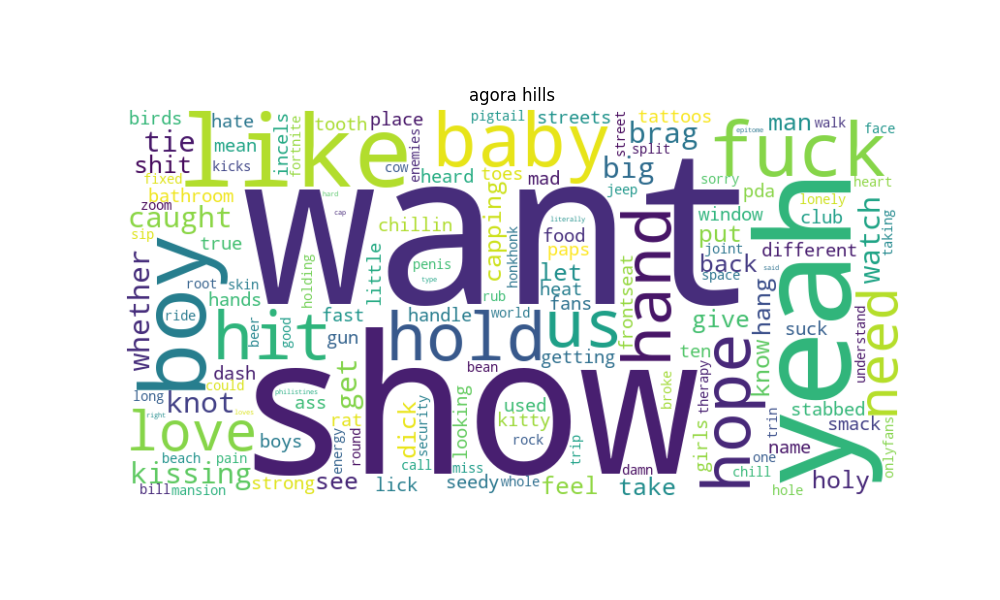 agora hills
birds hate like tooth place baby pigtail streets tattoos man walk face
tie mean incels fortnite enemies brag street split epitome fuck
shit kicks cow heard toes big jeep sorry pda heart
fixed bathroom hard mad lonely
zoom caught cap chillin capping literally food window club watch taking
sip true want penis paps hand put joint different
whether boy root skin holding little type honkhonk let back space said yeah
ride hands rub heat frontseat hang need
hit beer good fast gun handle world fans us give suck understand
hold getting ten know
dash could get bean broke therapy
long knot philistines ass show dick security looking used hope trin stabbed
right loves rat kitty girls smack
love boys energy round rock trip name onlyfans
beach pain call miss damn one chill
kissing strong see lick seedy whole feel take holy
bill mansion hole